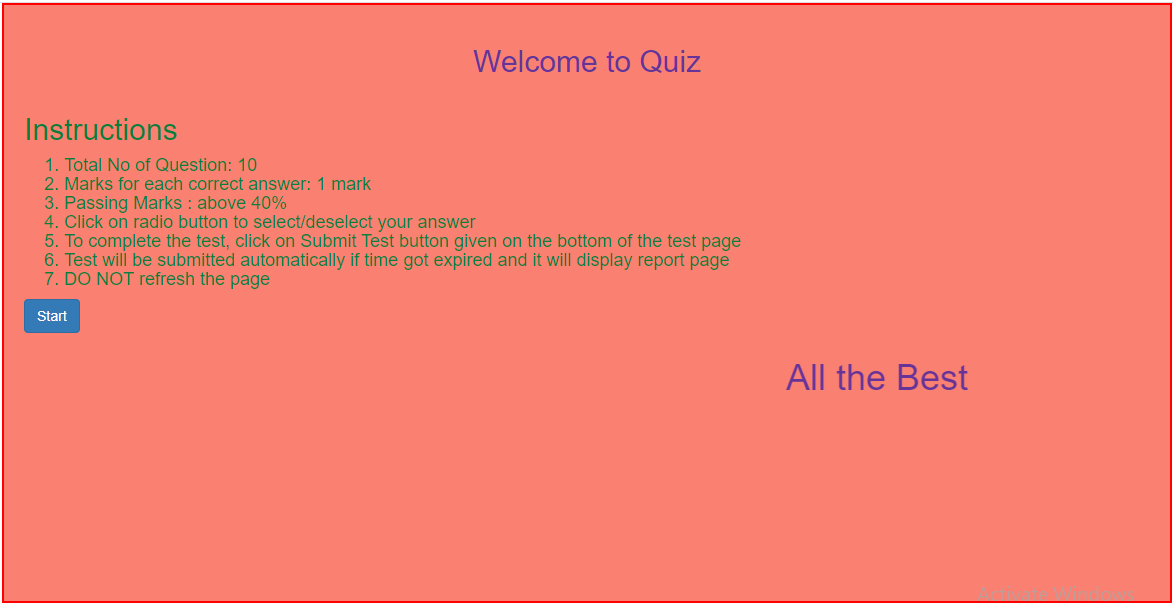 Welcome to Quiz
Instructions
1. Total No of Question: 10
2. Marks for each correct answer: 1 mark
3. Passing Marks : above 40%
4. Click on radio button to select/deselect your answer
5. To complete the test, click on Submit Test button given on the bottom of the test page
6. Test will be submitted automatically if time got expired and it will display report page
7. DO NOT refresh the page
Start
All the Best
Activate Windows